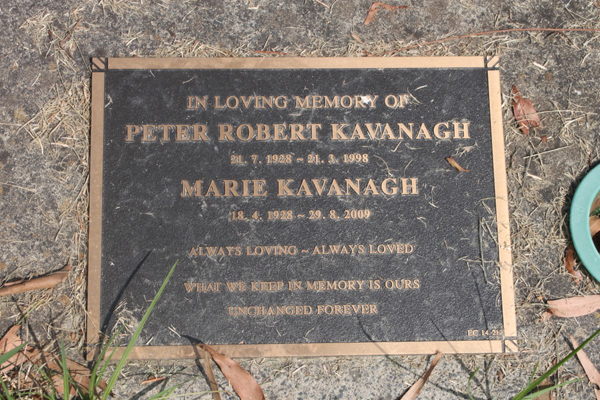 IN LOVING MEMORY OF
PETER ROBERT KAVANAGH
21. 7. 1928 ~ 21. 3. 1998
MARIE KAVANAGH
18. 4. 1928 ~ 29. 8. 2009
ALWAYS LOVING ~ ALWAYS LOVED
WHAT WE KEEP IN MEMORY IS OURS
UNCHANGED FOREVER